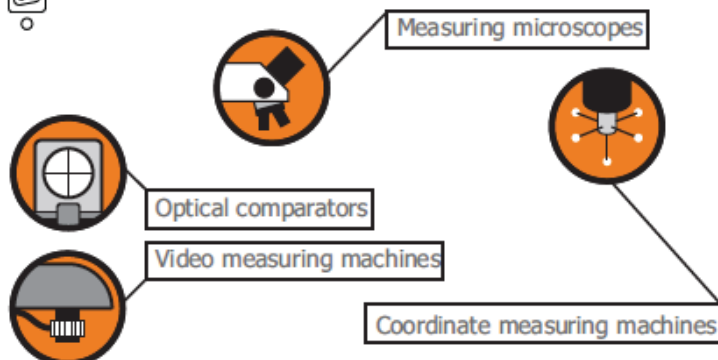 Measuring microscopes
Optical comparators
Video measuring machines
Coordinate measuring machines